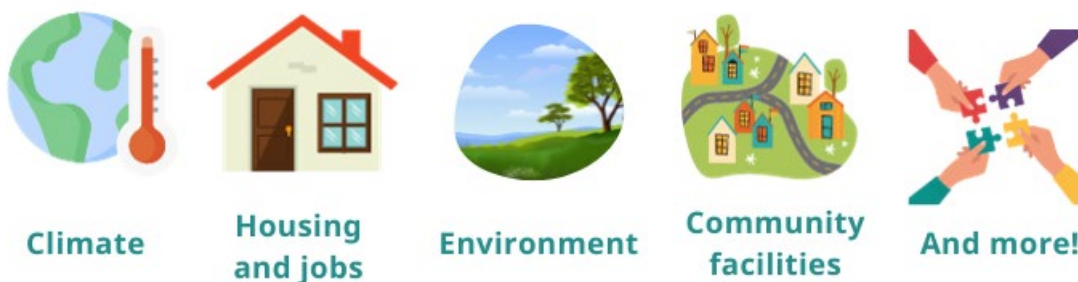 Climate
Housing
and jobs
Environment
Community
facilities
And more!